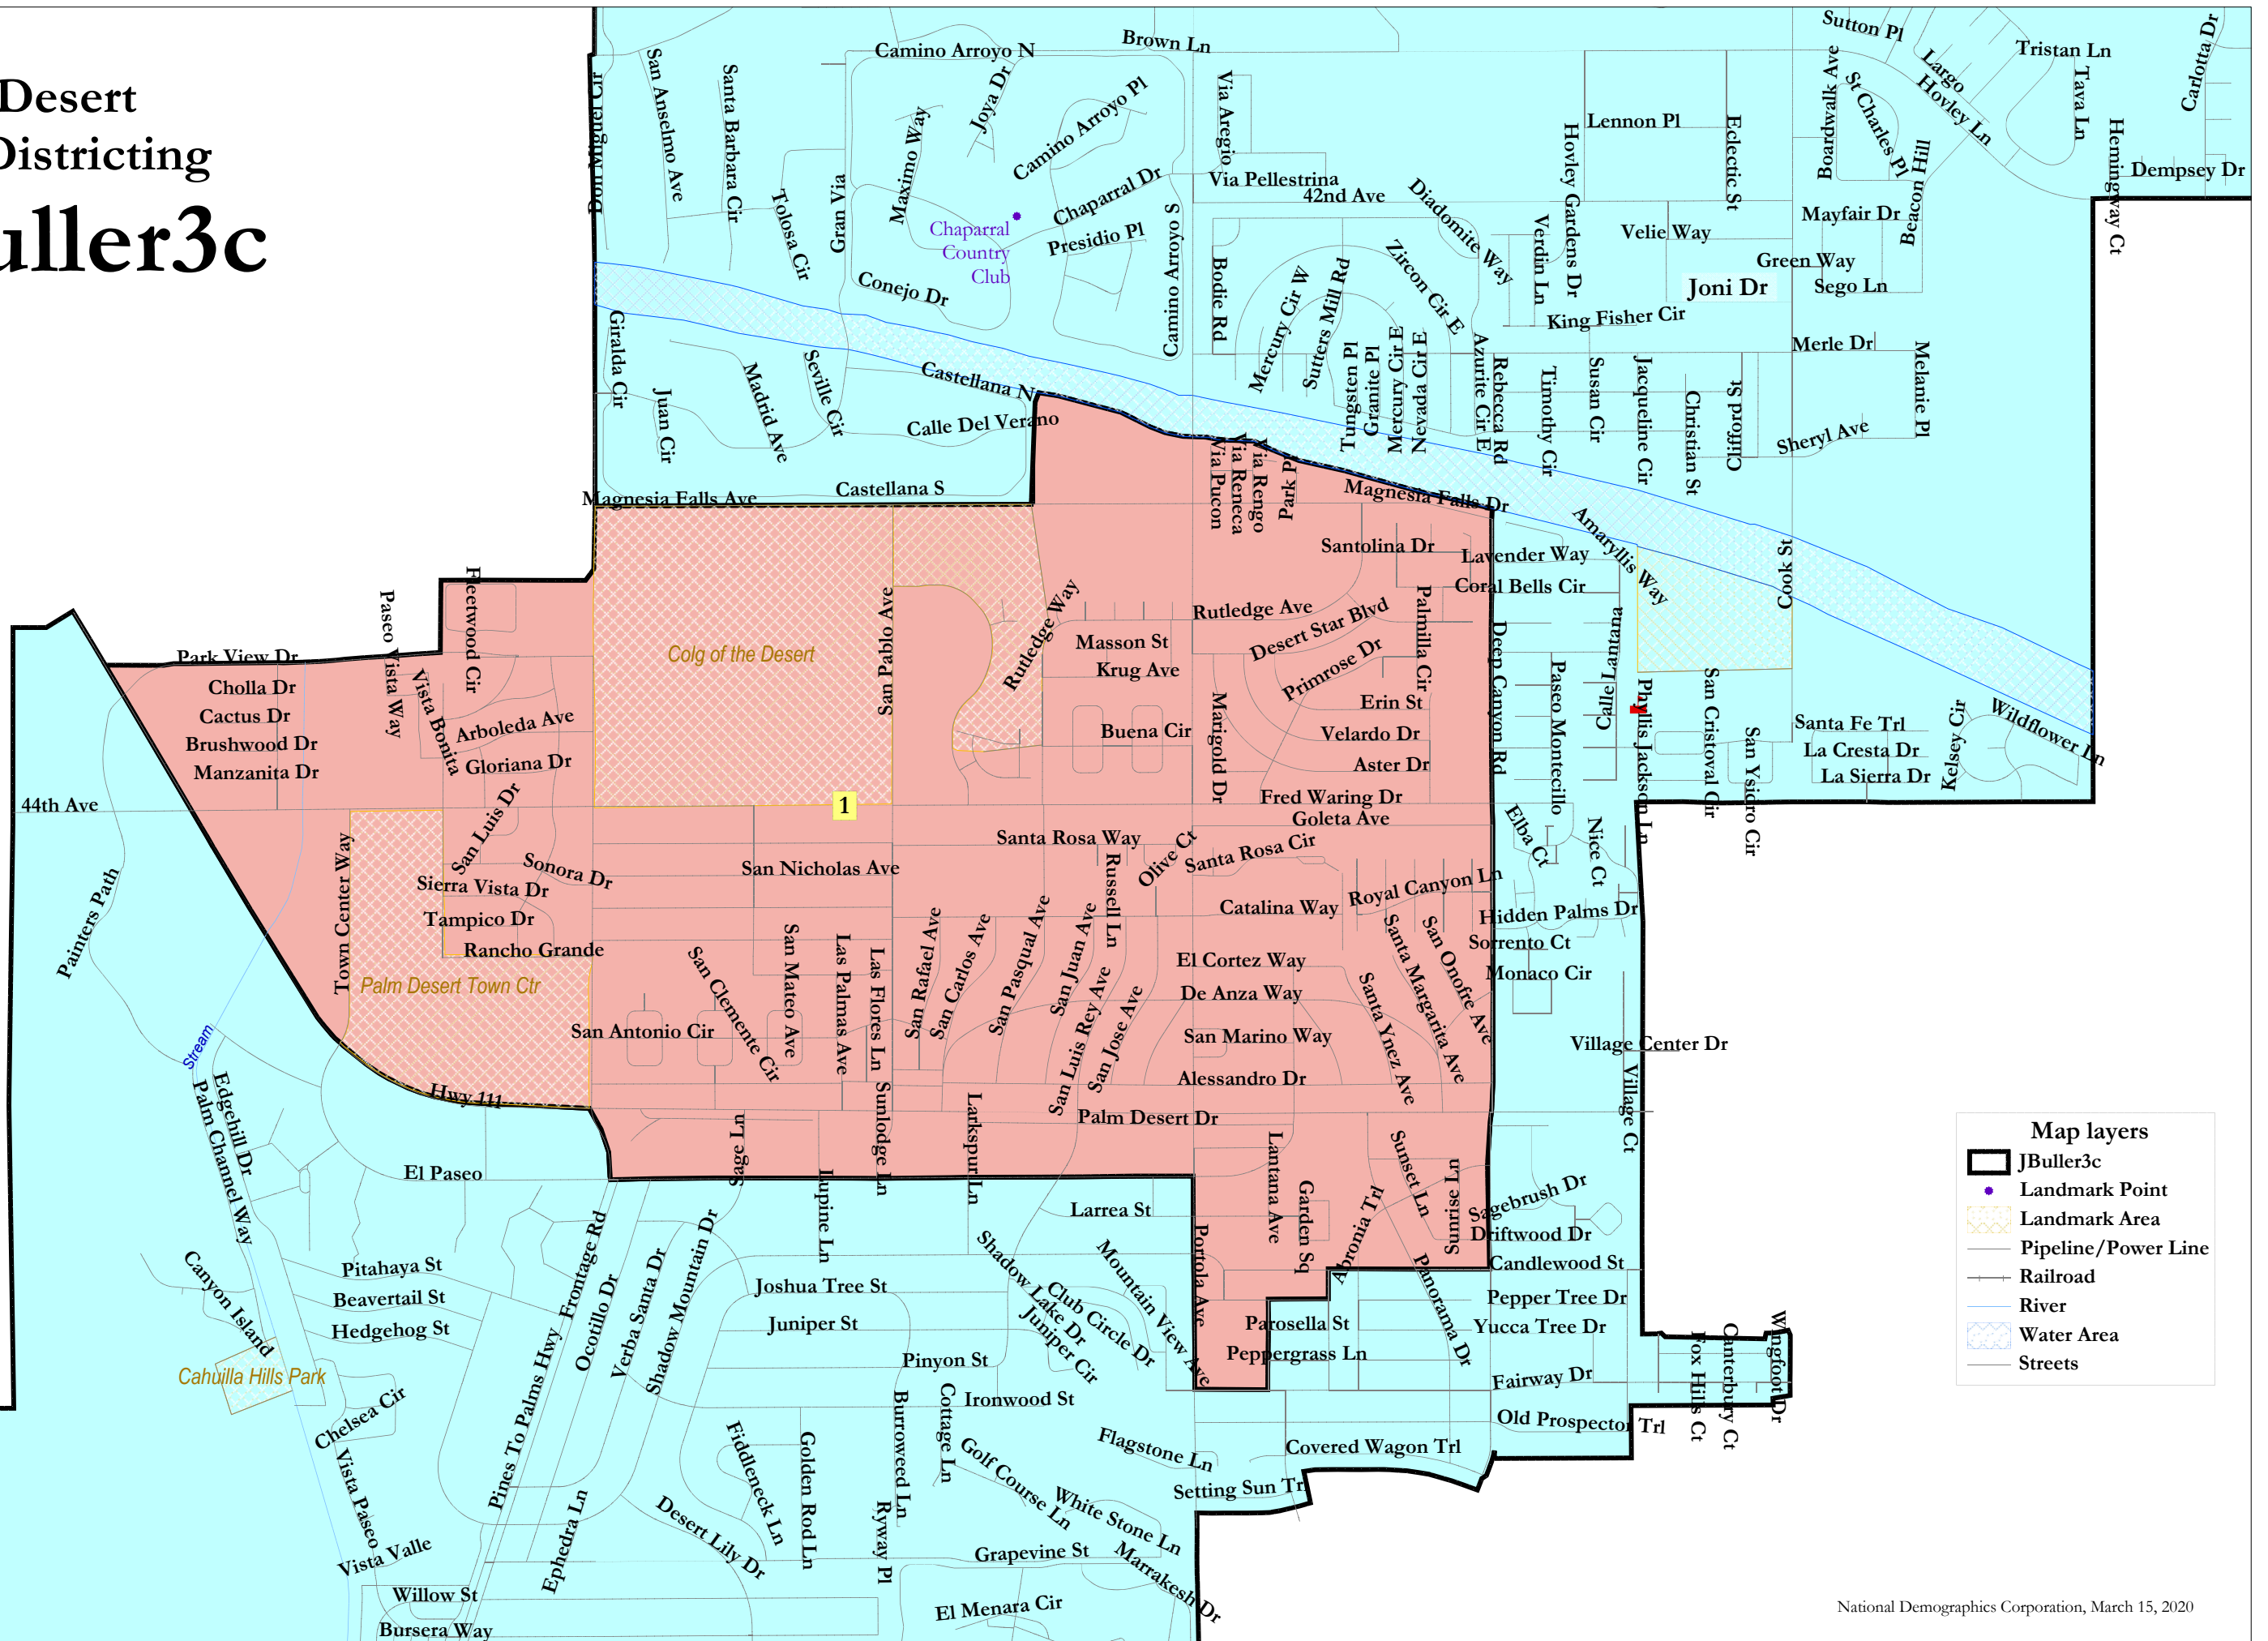 Desert
Districting
uller3c
Don Miguel Cir
San Anselmo Ave
Santa Barbara Cir
Tolosa Cir
Gran Via
Camino Arroyo N
Maximo Way
Joya Dr
Camino Arroyo Pl
Chaparral Dr
Presidio Pl
Chaparral
Country
Club
Conejo Dr
Camino Arroyo S
Brown Ln
Via Aregio
Via Pellestrina
42nd Ave
Bodie Rd
Mercury Cir W
Sutters Mill Rd
Diadomite Way
Zircon Cir E
Tungsten Pl
Granite Pl
Mercury Cir E
Nevada Cir E
Azurite Cir E
Rebecca Rd
Verdin Ln
Hovley Gardens Dr
Lennon Pl
Eclectic St
Velie Way
Joni Dr
King Fisher Cir
Timothy Cir
Susan Cir
Jacqueline Cir
Christian St
Clifford St
Sutton Pl
Boardwalk Ave
St Charles Pl
Beacon Hill
Largo
Hovley Ln
Tristan Ln
Tava Ln
Carlotta Dr
Hemingway Ct
Dempsey Dr
Mayfair Dr
Green Way
Sego Ln
Merle Dr
Melanie Pl
Sheryl Ave
Giralda Cir
Juan Cir
Madrid Ave
Seville Cir
Castellana N
Calle Del Verano
Castellana S
Magnesia Falls Ave
Via Pucon
Via Reneca
Via Rengo
Park Pl
Magnesia Falls Dr
Santolina Dr
Lavender Way
Amaryllis Way
Coral Bells Cir
Cook St
Fleetwood Cir
Paseo Vista Way
Park View Dr
Cholla Dr
Cactus Dr
Brushwood Dr
Manzanita Dr
Vista Bonita
Arboleda Ave
Gloriana Dr
44th Ave
Colg of the Desert
San Pablo Ave
Rutledge Way
Masson St
Krug Ave
Buena Cir
Rutledge Ave
Desert Star Blvd
Primrose Dr
Palmilla Cir
Erin St
Velardo Dr
Aster Dr
Marigold Dr
Fred Waring Dr
Goleta Ave
Deep Canyon Rd
Paseo Montecillo
Calle Lautana
Phyllis Jackson Ln
San Cristoval Cir
San Ysidro Cir
Santa Fe Trl
La Cresta Dr
La Sierra Dr
Kelsey Cir
Wildflower Ln
1
Painters Path
Town Center Way
San Luis Dr
Sonora Dr
Sierra Vista Dr
Tampico Dr
Rancho Grande
Palm Desert Town Ctr
San Nicholas Ave
Santa Rosa Way
Russell Ln
Olive Ct
Santa Rosa Cir
Catalina Way
Royal Canyon Ln
Elba Ct
Nice Ct
Hidden Palms Dr
Sorrento Ct
Monaco Cir
San Antonio Cir
San Clemente Cir
San Mateo Ave
Las Palmas Ave
Las Flores Ln
San Rafael Ave
San Carlos Ave
San Pasqual Ave
San Juan Ave
San Luis Rey Ave
San Jose Ave
El Cortez Way
De Anza Way
San Marino Way
Alessandro Dr
Santa Ynez Ave
Santa Margarita Ave
San Onofre Ave
Village Center Dr
Village Ct
Stream
Hwy 111
Edgehill Dr
Palm Channel Way
El Paseo
Sage Ln
Lupine Ln
Sunlodge Ln
Larkspur Ln
Palm Desert Dr
Lantana Ave
Garden Sq
Abronia Trl
Sunset Ln
Sunrise Ln
Sagebrush Dr
Driftwood Dr
Candlewood St
Pepper Tree Dr
Yucca Tree Dr
Fairway Dr
Old Prospector Trl
Fox Hills Ct
Canterbury Ct
Wingfoot Dr
Canyon Island
Cahuilla Hills Park
Pitahaya St
Beavertail St
Hedgehog St
Chelsea Cir
Vista Paseo
Vista Valle
Pines To Palms Hwy
Frontage Rd
Ocotillo Dr
Verba Santa Dr
Shadow Mountain Dr
Joshua Tree St
Juniper St
Pinyon St
Ironwood St
Larrea St
Shadow Lake Dr
Club Circle Dr
Juniper Cir
Mountain View Ave
Portola Ave
Parosella St
Peppergrass Ln
Panorama Dr
Flagstone Ln
Covered Wagon Trl
Setting Sun Trl
Fiddleneck Ln
Golden Rod Ln
Burroweed Ln
Cottage Ln
Golf Course Ln
White Stone Ln
Ryway Pl
Desert Lily Dr
Ephedra Ln
Grapevine St
Marrakesh Dr
El Menara Cir
Willow St
Bursera Way
Map layers
JBuller3c
Landmark Point
Landmark Area
Pipeline/Power Line
Railroad
River
Water Area
Streets
National Demographics Corporation, March 15, 2020